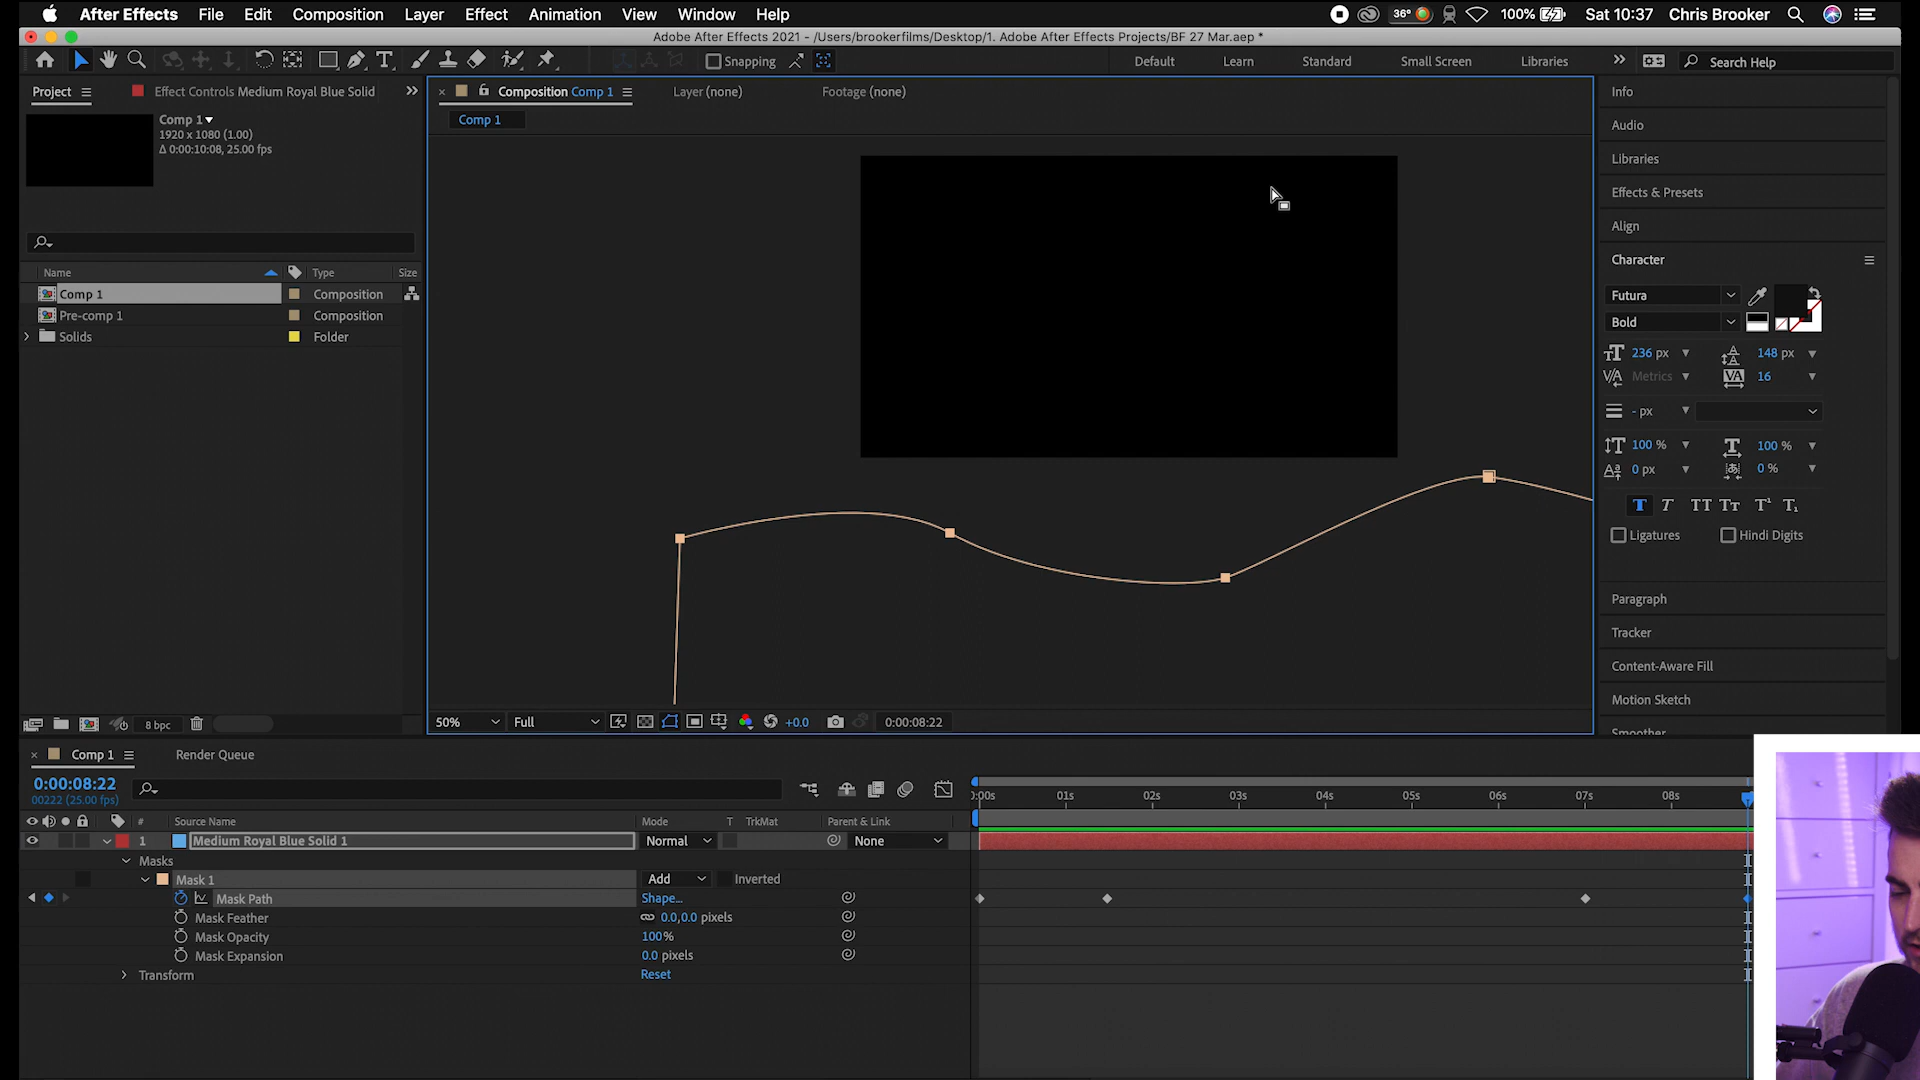 After Effects File Edit Composition Layer Effect Animation View Window Help 36° 100% Sat 10:37 Chris Brooker
Adobe After Effects 2021 - /Users/brookerfilms/Desktop/1. Adobe After Effects Projects/BF 27 Mar.aep *
Snapping Default Learn Standard Small Screen Libraries Search Help
Project Effect Controls Medium Royal Blue Solid
Composition Comp 1 Layer (none) Footage (none)
Comp 1
Comp 1
1920 x 1080 (1.00)
Δ 0:00:10:08, 25.00 fps
Name Type Size
Comp 1 Composition
Pre-comp 1 Composition
Solids Folder
8 bpc
50% Full +0.0 0:00:08:22
Info
Audio
Libraries
Effects & Presets
Align
Character
Futura
Bold
236 px 148 px
Metrics 16
- px
100 % 100 %
0 px 0 %
T T TT Tт T¹ T₁
Ligatures Hindi Digits
Paragraph
Tracker
Content-Aware Fill
Motion Sketch
Smoother
Comp 1 Render Queue
0:00:08:22
00222 (25.00 fps)
:00s 01s 02s 03s 04s 05s 06s 07s 08s
# Source Name Mode T TrkMat Parent & Link
1 Medium Royal Blue Solid 1 Normal None
Masks
Mask 1 Add Inverted
Mask Path Shape...
Mask Feather 0.0,0.0 pixels
Mask Opacity 100%
Mask Expansion 0.0 pixels
Transform Reset